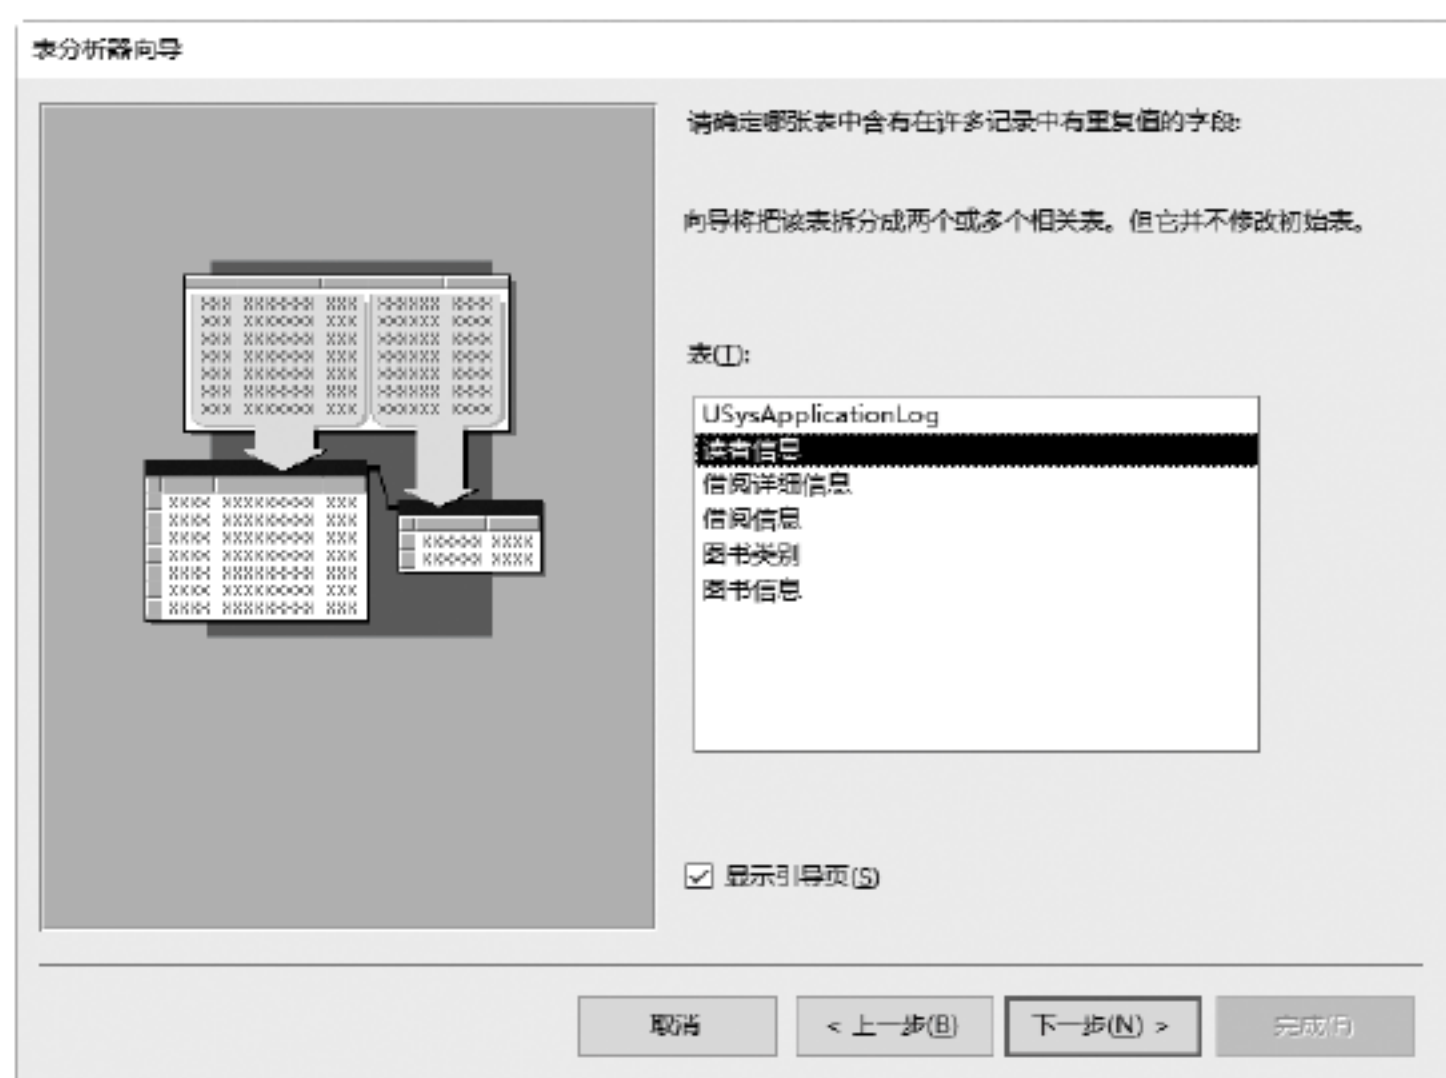 表分析器向导
请确定哪张表中含有在许多记录中有重复值的字段:
向导将把该表拆分成两个或多个相关表。但它并不修改初始表。
表(T):
USysApplicationLog
读者信息
借阅详细信息
借阅信息
图书类别
图书信息
显示引导页(S)
取消
< 上一步(B)
下一步(N) >
完成(F)